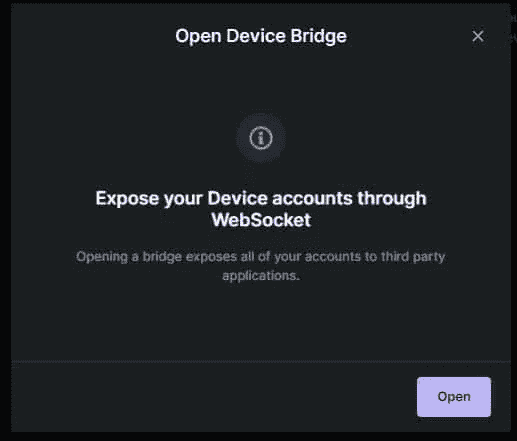 Open Device Bridge
Expose your Device accounts through
WebSocket
Opening a bridge exposes all of your accounts to third party
applications.
Open